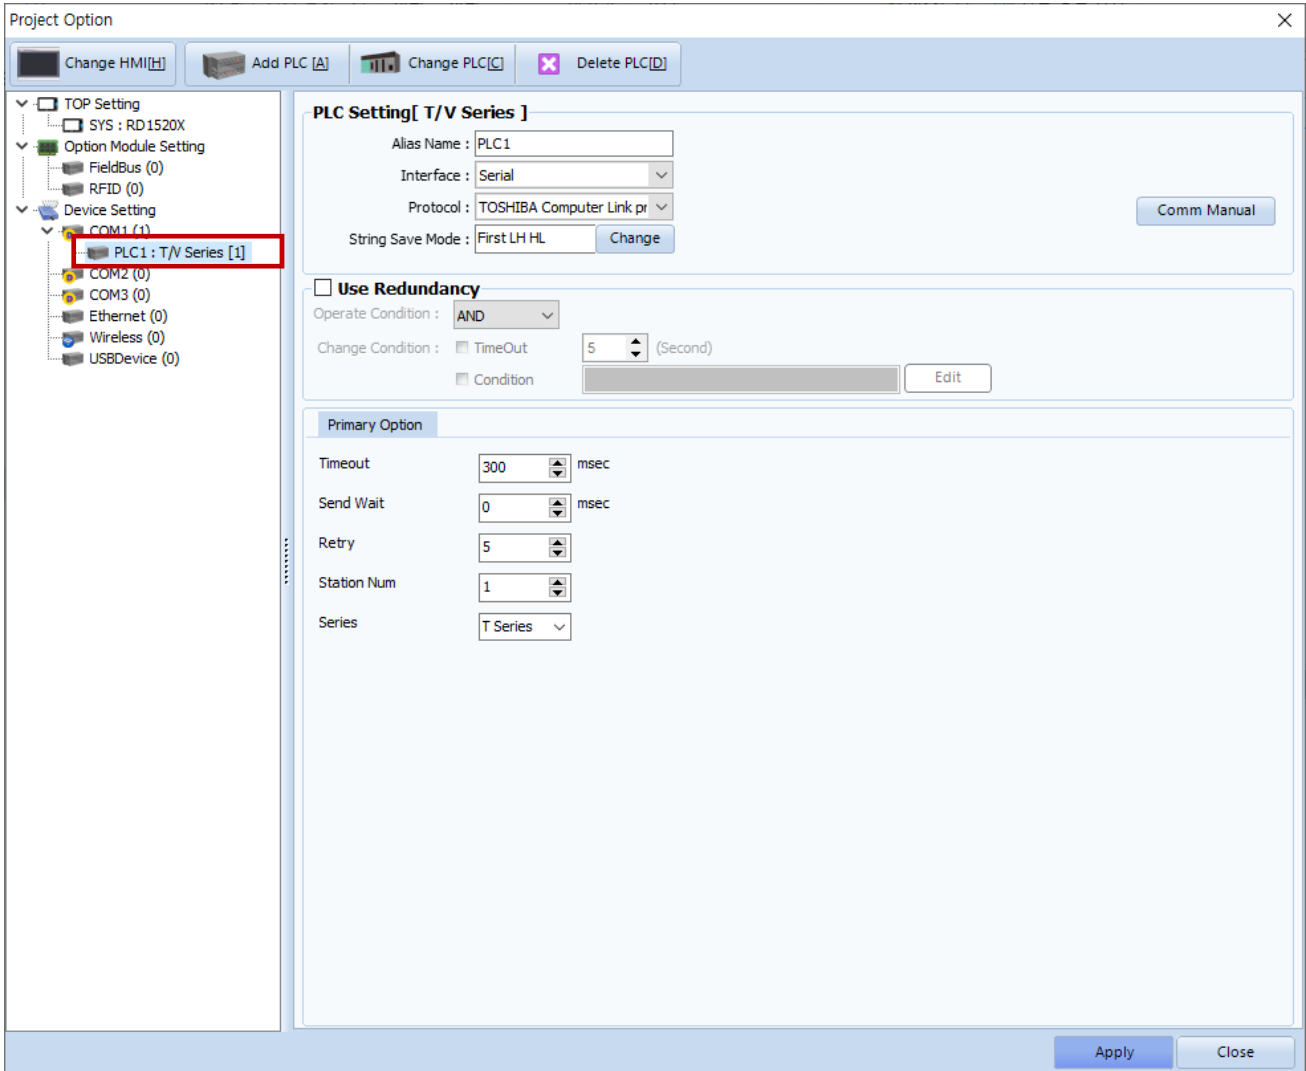 Project Option
Change HMI[H] Add PLC [A] Change PLC[C] Delete PLC[D]
TOP Setting
SYS : RD1520X
Option Module Setting
FieldBus (0)
RFID (0)
Device Setting
COM1 (1)
PLC1 : T/V Series [1]
COM2 (0)
COM3 (0)
Ethernet (0)
Wireless (0)
USBDevice (0)
PLC Setting[ T/V Series ]
Alias Name : PLC1
Interface : Serial
Protocol : TOSHIBA Computer Link pr
Comm Manual
String Save Mode : First LH HL Change
Use Redundancy
Operate Condition : AND
Change Condition : TimeOut 5 (Second)
Condition Edit
Primary Option
Timeout 300 msec
Send Wait 0 msec
Retry 5
Station Num 1
Series T Series
Apply Close